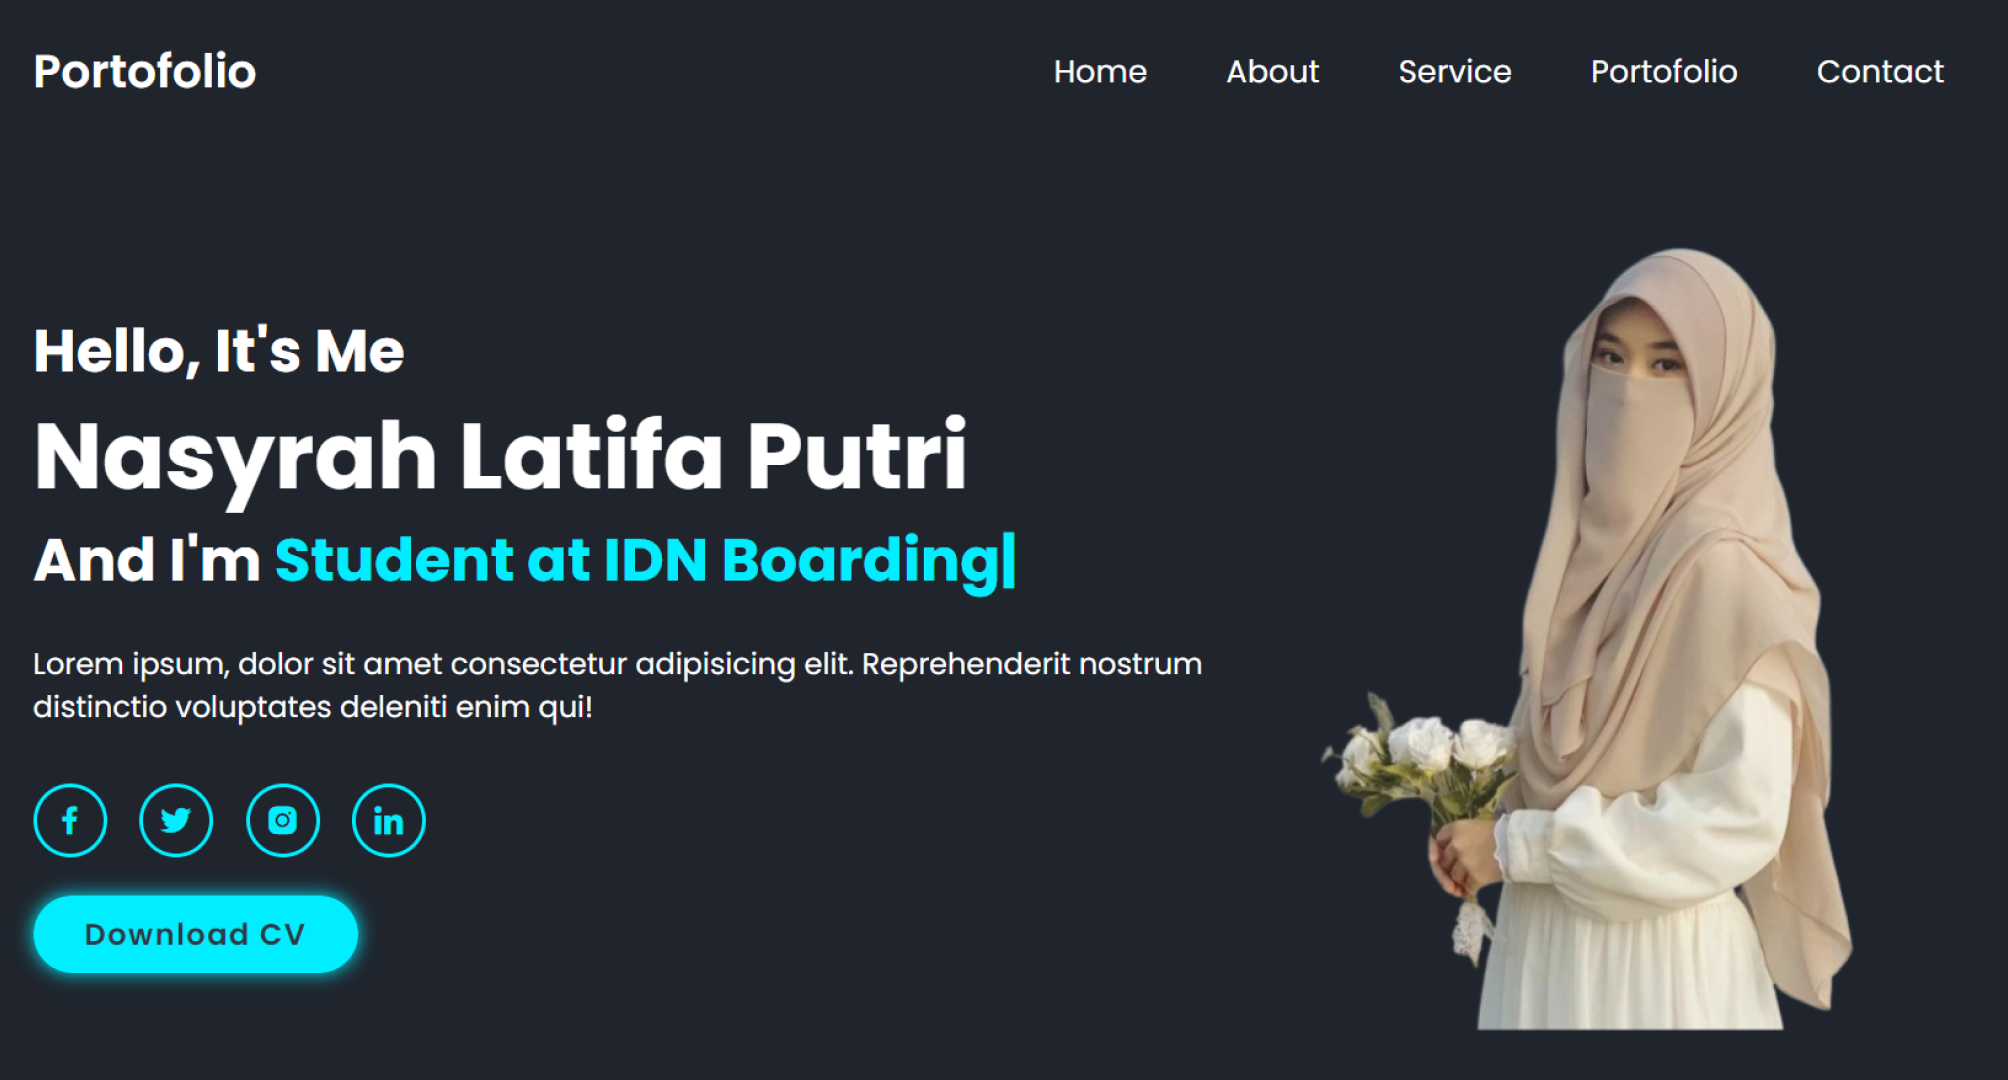 Portofolio
Home About Service Portofolio Contact
Hello, It's Me
Nasyrah Latifa Putri
And I'm Student at IDN Boarding|
Lorem ipsum, dolor sit amet consectetur adipisicing elit. Reprehenderit nostrum
distinctio voluptates deleniti enim qui!
Download CV